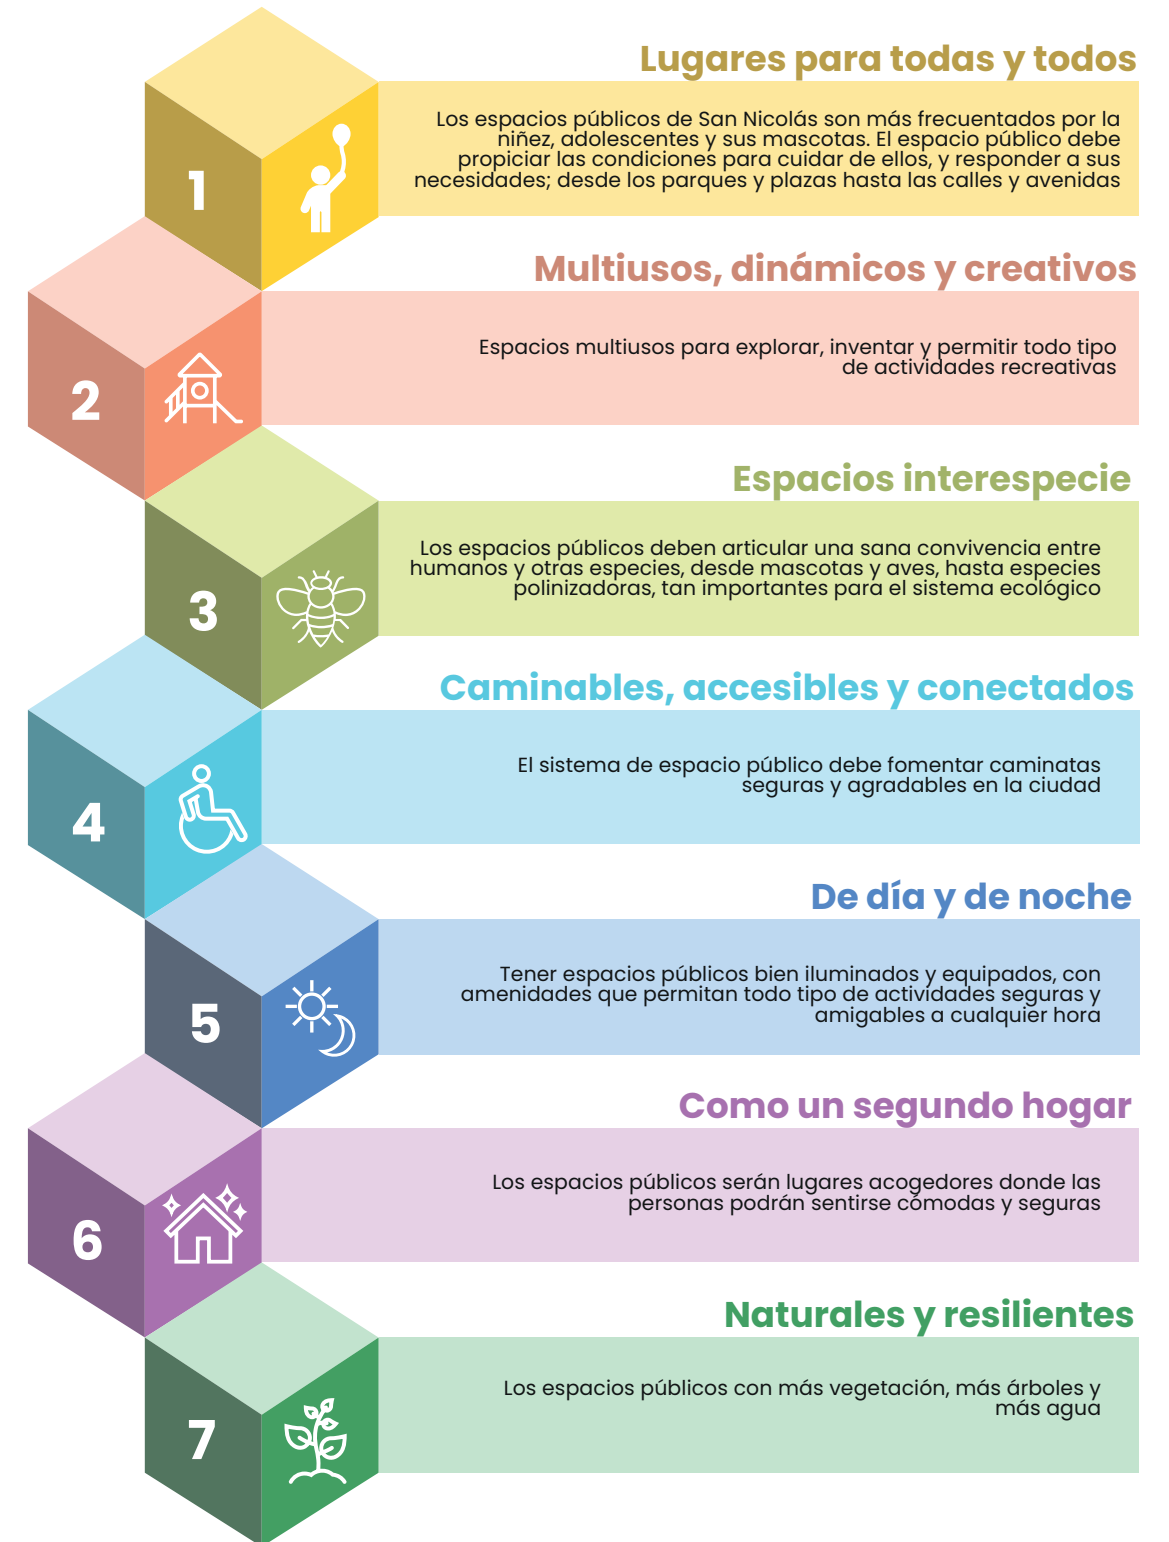 Lugares para todas y todos
1
Los espacios públicos de San Nicolás son más frecuentados por la
niñez, adolescentes y sus mascotas. El espacio público debe
propiciar las condiciones para cuidar de ellos, y responder a sus
necesidades; desde los parques y plazas hasta las calles y avenidas
Multiusos, dinámicos y creativos
2
Espacios multiusos para explorar, inventar y permitir todo tipo
de actividades recreativas
Espacios interespecie
3
Los espacios públicos deben articular una sana convivencia entre
humanos y otras especies, desde mascotas y aves, hasta especies
polinizadoras, tan importantes para el sistema ecológico
Caminables, accesibles y conectados
4
El sistema de espacio público debe fomentar caminatas
seguras y agradables en la ciudad
De día y de noche
5
Tener espacios públicos bien iluminados y equipados, con
amenidades que permitan todo tipo de actividades seguras y
amigables a cualquier hora
Como un segundo hogar
6
Los espacios públicos serán lugares acogedores donde las
personas podrán sentirse cómodas y seguras
Naturales y resilientes
7
Los espacios públicos con más vegetación, más árboles y
más agua